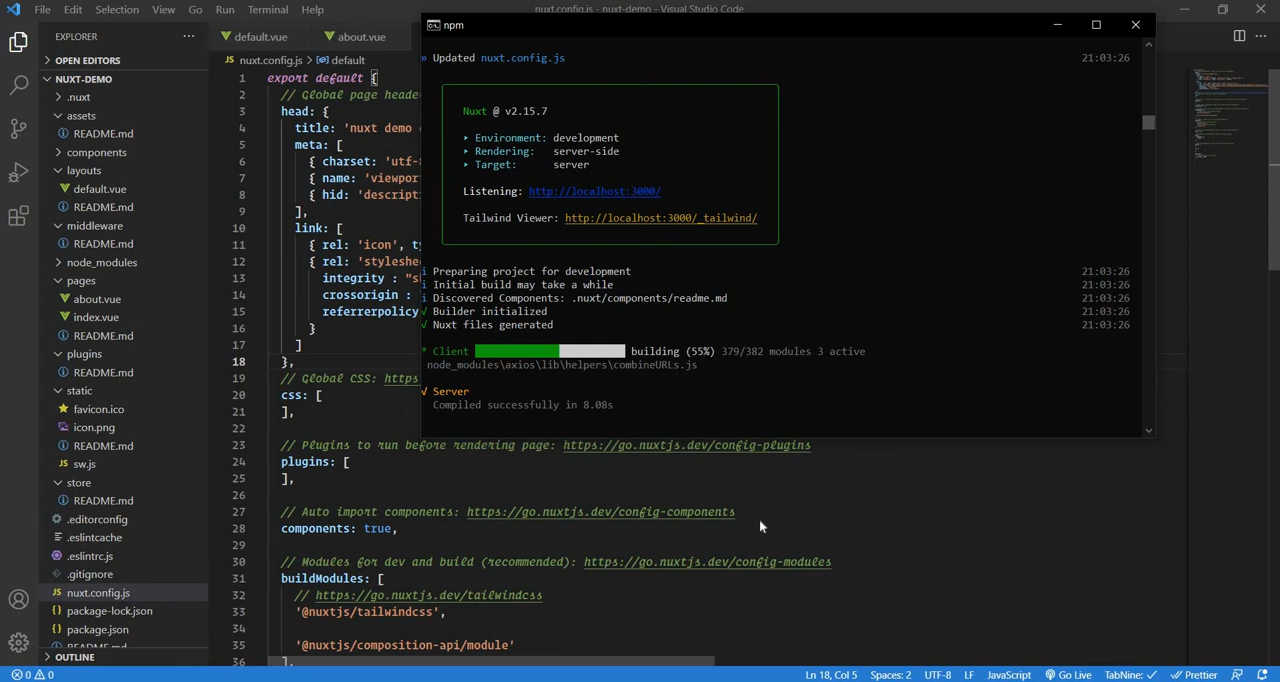 File Edit Selection View Go Run Terminal Help
nuxt.config.js - nuxt-demo - Visual Studio Code
EXPLORER
OPEN EDITORS
NUXT-DEMO
.nuxt
assets
README.md
components
layouts
default.vue
README.md
middleware
README.md
node_modules
pages
about.vue
index.vue
README.md
plugins
README.md
static
favicon.ico
icon.png
README.md
sw.js
store
README.md
.editorconfig
.eslintcache
.eslintrc.js
.gitignore
nuxt.config.js
package-lock.json
package.json
README.md
OUTLINE
default.vue about.vue
nuxt.config.js > default
1 export default {
2 // Global page heade
3 head: {
4 title: 'nuxt demo
5 meta: [
6 { charset: 'utf-8
7 { name: 'viewport
8 { hid: 'descripti
9 ],
10 link: [
11 { rel: 'icon', ty
12 { rel: 'styleshee
13 integrity : "s
14 crossorigin :
15 referrerpolicy
16 }
17 ]
18 },
19 // Global CSS: https
20 css: [
21 ],
22
23 // Plugins to run before rendering page: https://go.nuxtjs.dev/config-plugins
24 plugins: [
25 ],
26
27 // Auto import components: https://go.nuxtjs.dev/config-components
28 components: true,
29
30 // Modules for dev and build (recommended): https://go.nuxtjs.dev/config-modules
31 buildModules: [
32 // https://go.nuxtjs.dev/tailwindcss
33 '@nuxtjs/tailwindcss',
34
35 '@nuxtjs/composition-api/module'
36 ],
npm
» Updated nuxt.config.js 21:03:26
Nuxt @ v2.15.7
▸ Environment: development
▸ Rendering: server-side
▸ Target: server
Listening: http://localhost:3000/
Tailwind Viewer: http://localhost:3000/_tailwind/
i Preparing project for development 21:03:26
i Initial build may take a while 21:03:26
i Discovered Components: .nuxt/components/readme.md 21:03:26
√ Builder initialized 21:03:26
√ Nuxt files generated 21:03:26
* Client building (55%) 379/382 modules 3 active
node_modules\axios\lib\helpers\combineURLs.js
√ Server
Compiled successfully in 8.08s
0 0 Ln 18, Col 5 Spaces: 2 UTF-8 LF JavaScript Go Live TabNine: ✓ Prettier